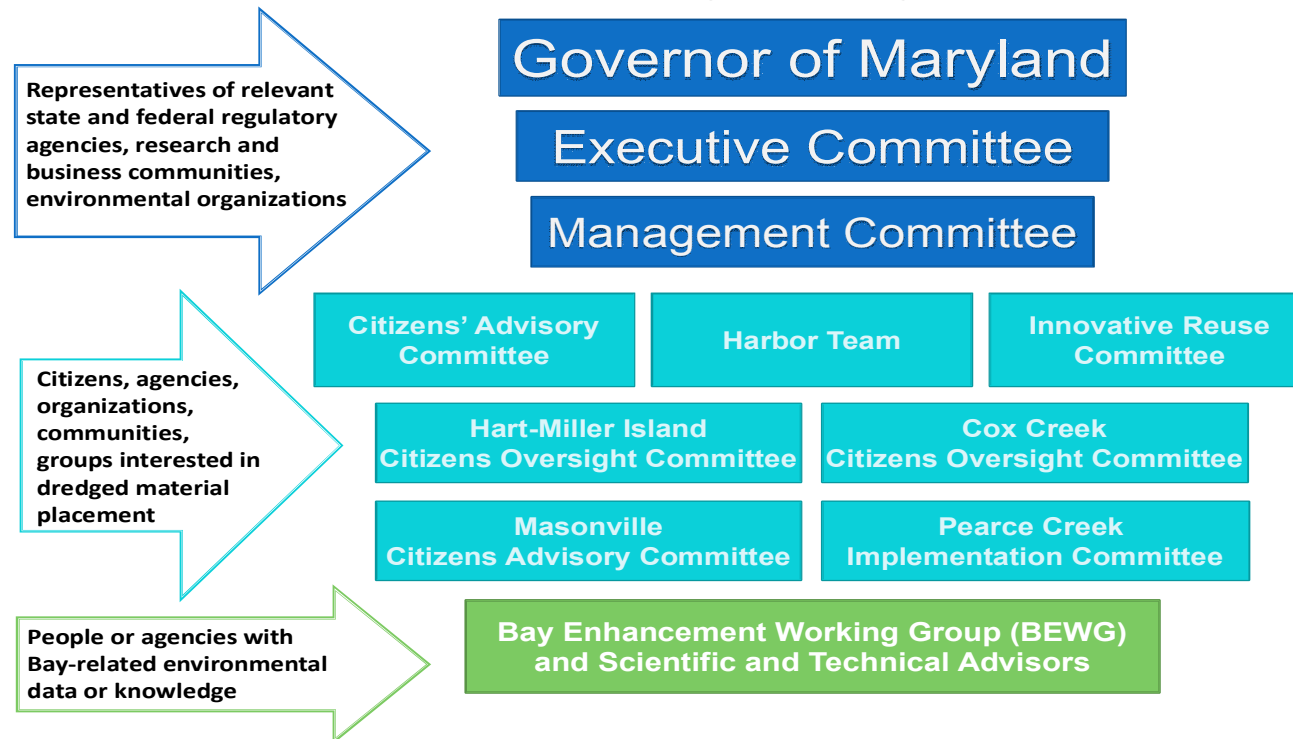 Representatives of relevant
state and federal regulatory
agencies, research and
business communities,
environmental organizations
Governor of Maryland
Executive Committee
Management Committee
Citizens, agencies,
organizations,
communities,
groups interested in
dredged material
placement
Citizens’ Advisory
Committee
Harbor Team
Innovative Reuse
Committee
Hart-Miller Island
Citizens Oversight Committee
Cox Creek
Citizens Oversight Committee
Masonville
Citizens Advisory Committee
Pearce Creek
Implementation Committee
People or agencies with
Bay-related environmental
data or knowledge
Bay Enhancement Working Group (BEWG)
and Scientific and Technical Advisors